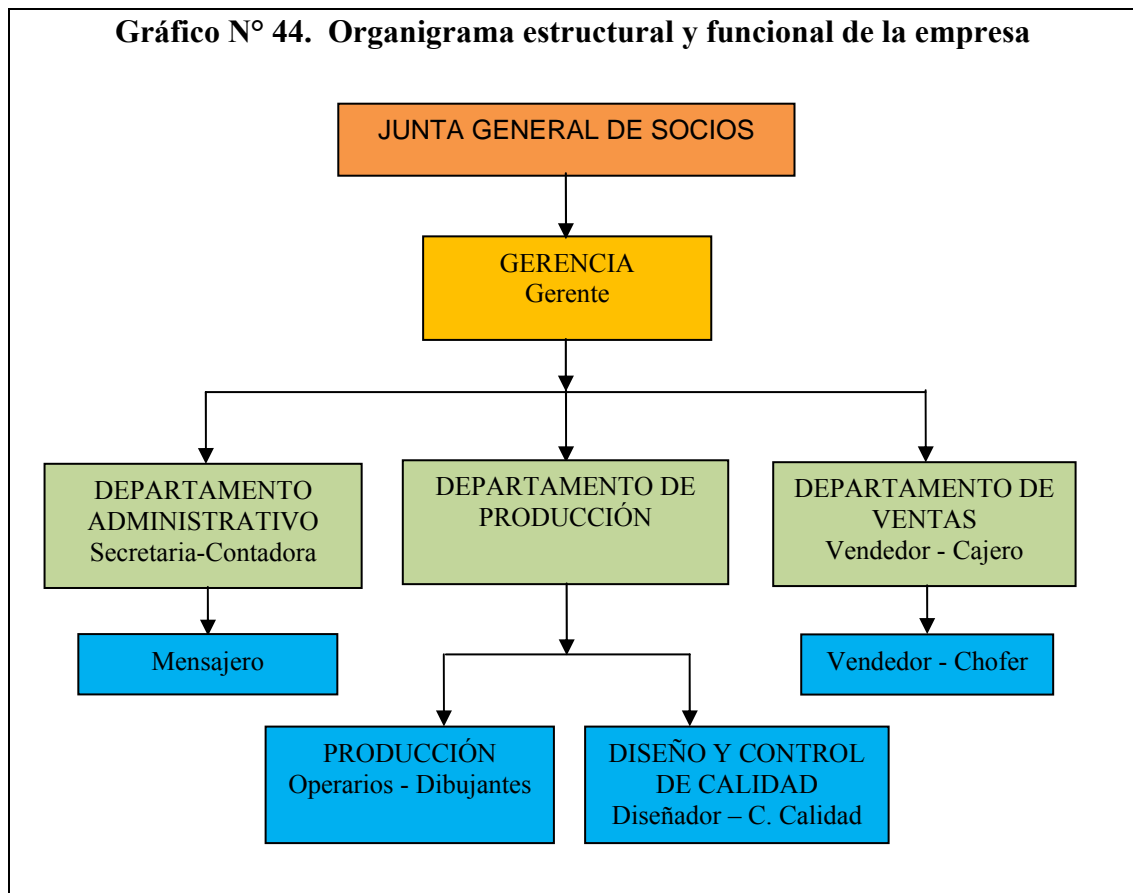 Gráfico N° 44. Organigrama estructural y funcional de la empresa
JUNTA GENERAL DE SOCIOS
GERENCIA
Gerente
DEPARTAMENTO
ADMINISTRATIVO
Secretaria-Contadora
DEPARTAMENTO DE
PRODUCCIÓN
DEPARTAMENTO DE
VENTAS
Vendedor - Cajero
Mensajero
Vendedor - Chofer
PRODUCCIÓN
Operarios - Dibujantes
DISEÑO Y CONTROL
DE CALIDAD
Diseñador – C. Calidad